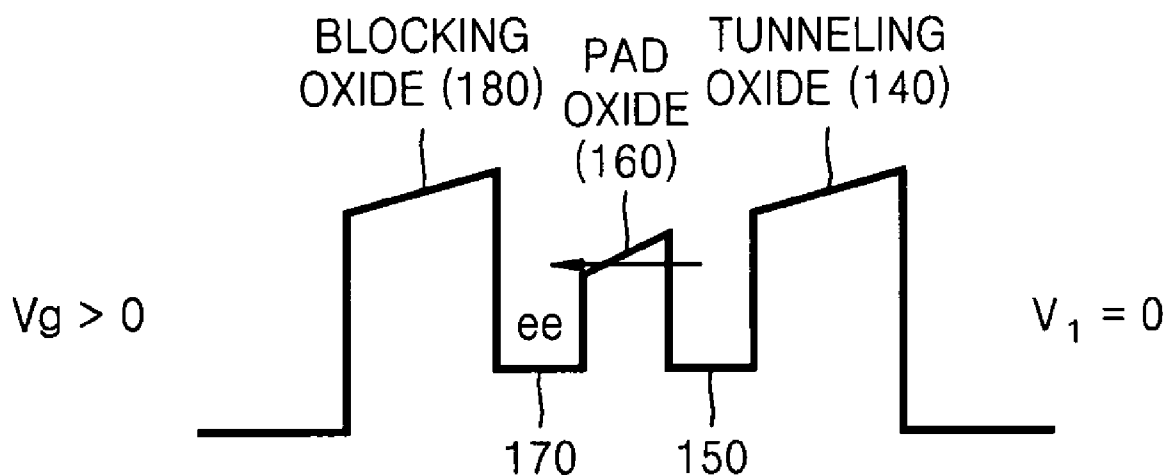 BLOCKING
OXIDE (180)
PAD
OXIDE
(160)
TUNNELING
OXIDE (140)
Vg > 0
ee
V₁ = 0
170
150